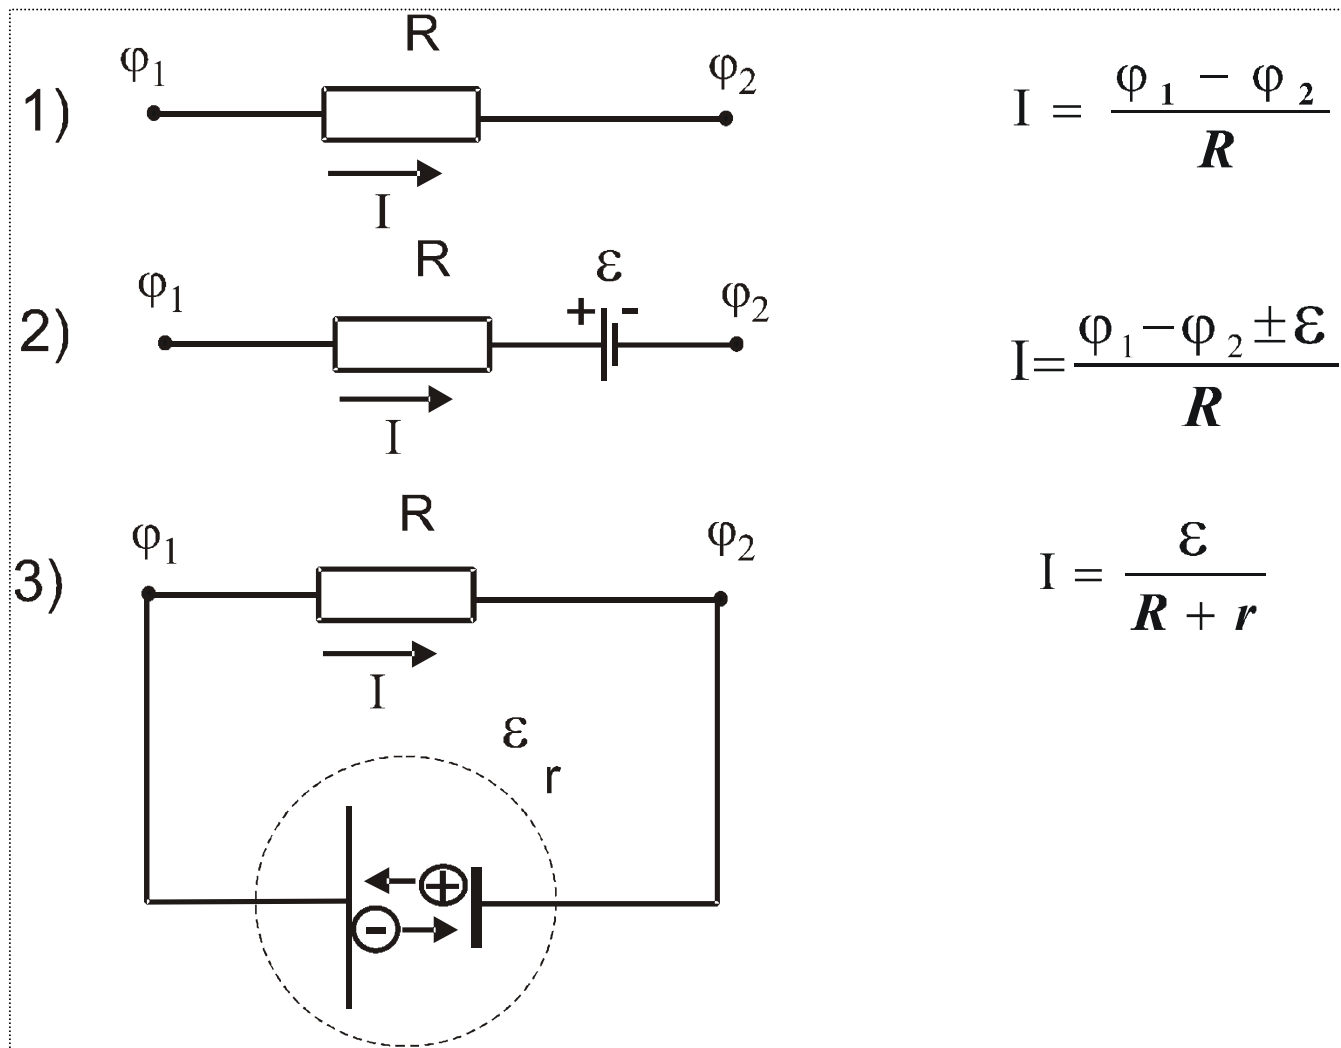 R
φ₁ φ₂
1)
I
I = φ₁ − φ₂ / R
R ε
φ₁ + - φ₂
2)
I
I= φ₁−φ₂ ±ε / R
R
φ₁ φ₂
3)
I
I = ε / R + r
ε
r
+
-